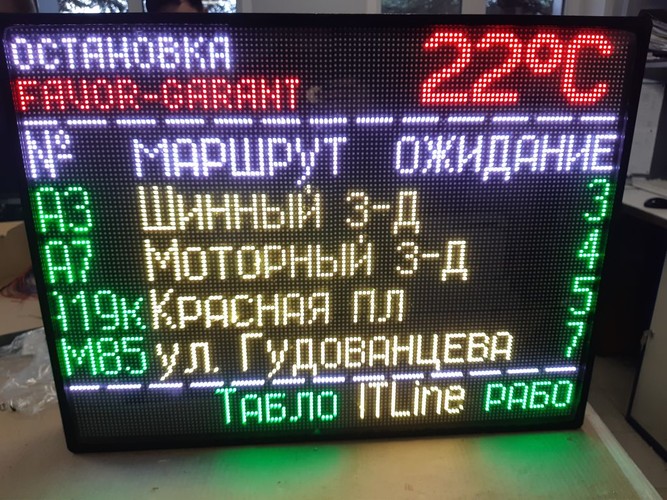 ОСТАНОВКА 22°C
FAVOR-GARANT
№ МАРШРУТ ОЖИДАНИЕ
А3 Шинный з-д 3
А7 Моторный з-д 4
119к Красная пл 5
М85 ул. Гудованцева 7
Табло ITLine рабо